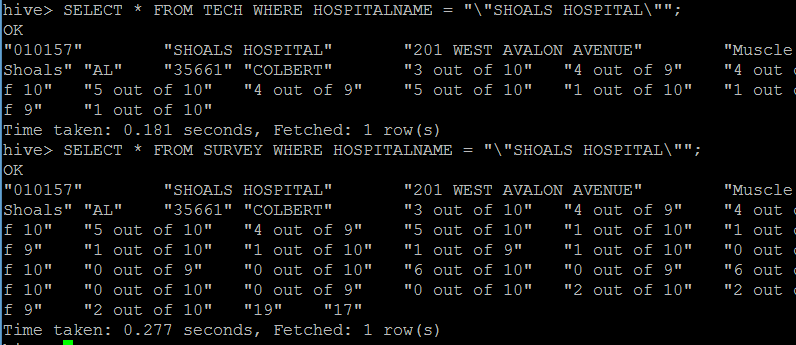 hive> SELECT * FROM TECH WHERE HOSPITALNAME = "\"SHOALS HOSPITAL\"";
OK
"010157" "SHOALS HOSPITAL" "201 WEST AVALON AVENUE" "Muscle
Shoals" "AL" "35661" "COLBERT" "3 out of 10" "4 out of 9" "4 out o
f 10" "5 out of 10" "4 out of 9" "5 out of 10" "1 out of 10" "1 out o
f 9" "1 out of 10"
Time taken: 0.181 seconds, Fetched: 1 row(s)
hive> SELECT * FROM SURVEY WHERE HOSPITALNAME = "\"SHOALS HOSPITAL\"";
OK
"010157" "SHOALS HOSPITAL" "201 WEST AVALON AVENUE" "Muscle
Shoals" "AL" "35661" "COLBERT" "3 out of 10" "4 out of 9" "4 out o
f 10" "5 out of 10" "4 out of 9" "5 out of 10" "1 out of 10" "1 out o
f 9" "1 out of 10" "1 out of 10" "1 out of 9" "1 out of 10" "0 out o
f 10" "0 out of 9" "0 out of 10" "6 out of 10" "0 out of 9" "6 out o
f 10" "0 out of 10" "0 out of 9" "0 out of 10" "2 out of 10" "2 out o
f 9" "2 out of 10" "19" "17"
Time taken: 0.277 seconds, Fetched: 1 row(s)